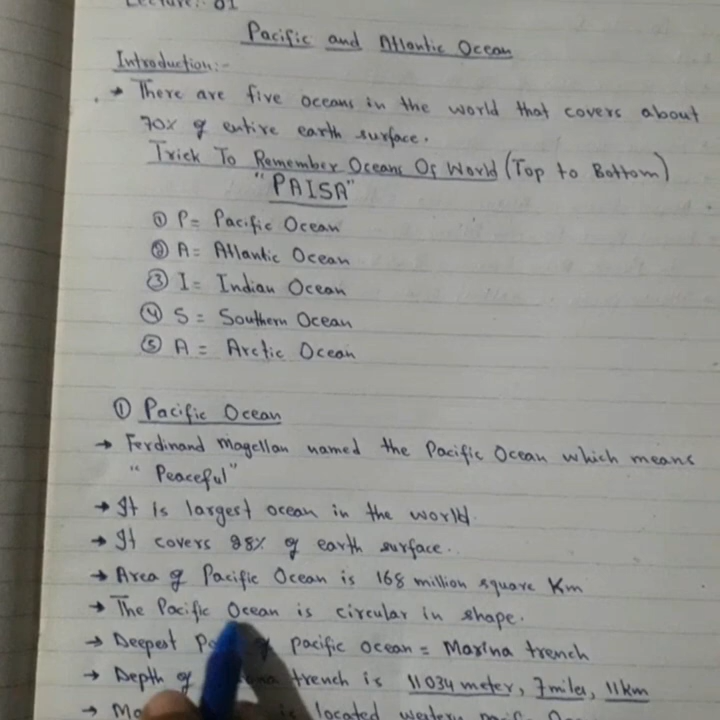 Lecture:- 01
Pacific and Atlantic Ocean
Introduction:-
→ There are five oceans in the world that covers about
70% of entire earth surface.
Trick To Remember Oceans Of World (Top to Bottom)
"PAISA"
① P = Pacific Ocean
② A = Atlantic Ocean
③ I = Indian Ocean
④ S = Southern Ocean
⑤ A = Arctic Ocean
① Pacific Ocean
→ Ferdinand Magellan named the Pacific Ocean which means
"Peaceful"
→ It is largest ocean in the world.
→ It covers 28% of earth surface.
→ Area of Pacific Ocean is 168 million square Km
→ The Pacific Ocean is circular in shape.
→ Deepest of pacific ocean = Marina trench
→ Depth of trench is 11034 meter, 7 miles, 11km
→ is located western